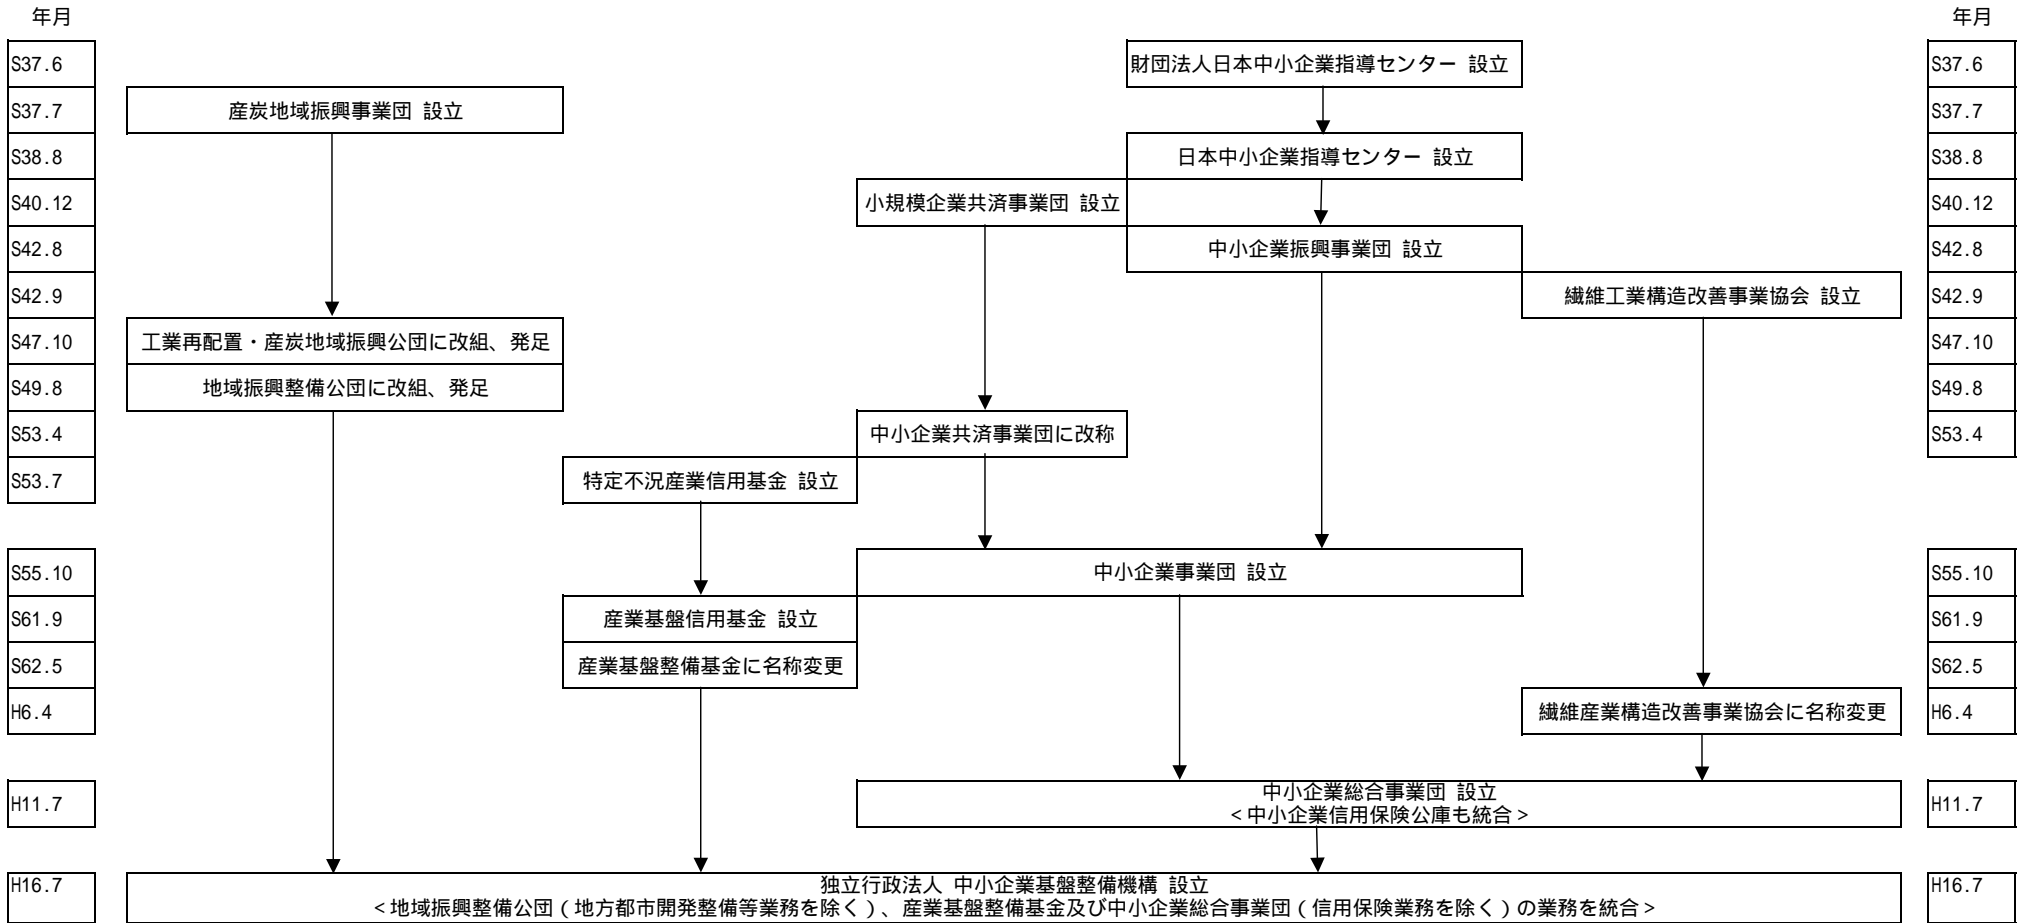 年月 年月
S37.6 財団法人日本中小企業指導センター 設立 S37.6
S37.7 産炭地域振興事業団 設立 S37.7
S38.8 日本中小企業指導センター 設立 S38.8
S40.12 小規模企業共済事業団 設立 S40.12
S42.8 中小企業振興事業団 設立 S42.8
S42.9 繊維工業構造改善事業協会 設立 S42.9
S47.10 工業再配置・産炭地域振興公団に改組、発足 S47.10
S49.8 地域振興整備公団に改組、発足 S49.8
S53.4 中小企業共済事業団に改称 S53.4
S53.7 特定不況産業信用基金 設立
S55.10 中小企業事業団 設立 S55.10
S61.9 産業基盤信用基金 設立 S61.9
S62.5 産業基盤整備基金に名称変更 S62.5
H6.4 繊維産業構造改善事業協会に名称変更 H6.4
H11.7 中小企業総合事業団 設立 H11.7
<中小企業信用保険公庫も統合>
H16.7 独立行政法人 中小企業基盤整備機構 設立 H16.7
<地域振興整備公団(地方都市開発整備等業務を除く)、産業基盤整備基金及び中小企業総合事業団(信用保険業務を除く)の業務を統合>